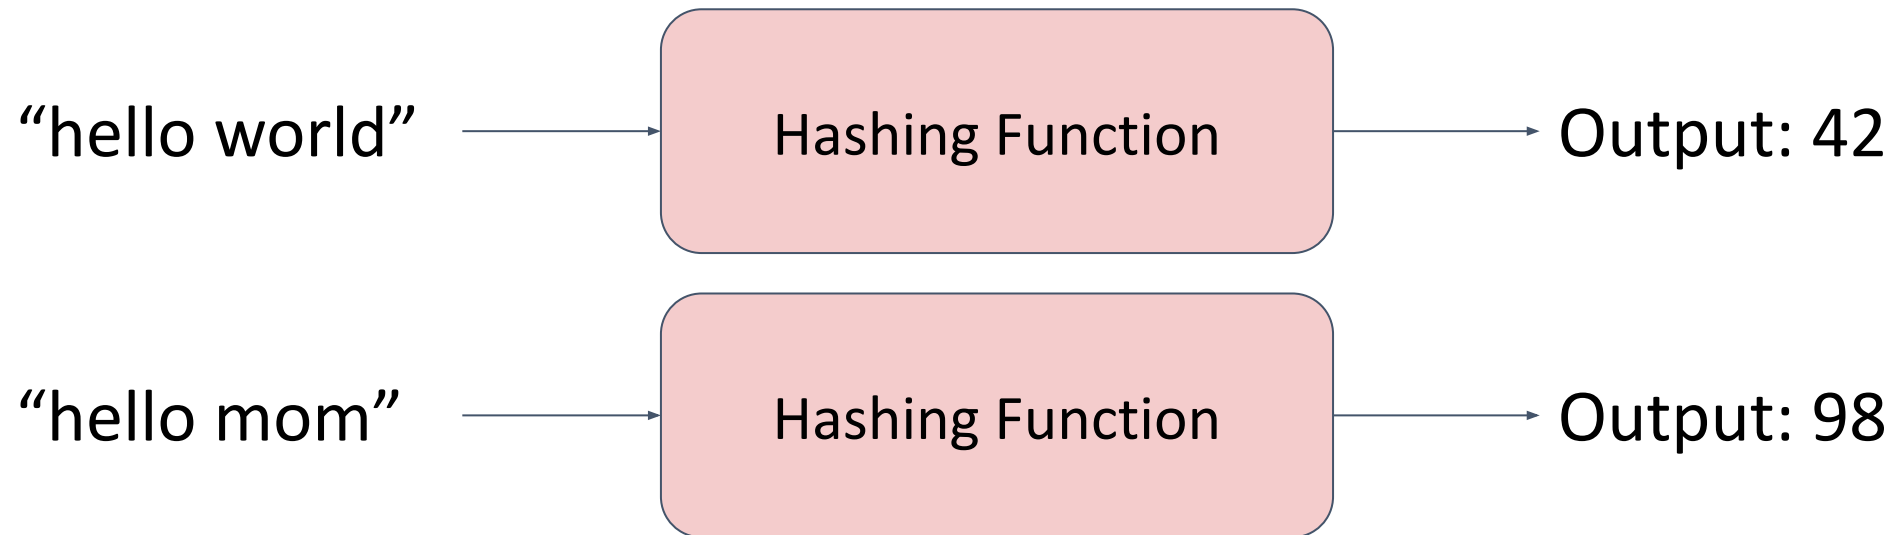 “hello world”
Hashing Function
Output: 42
“hello mom”
Hashing Function
Output: 98